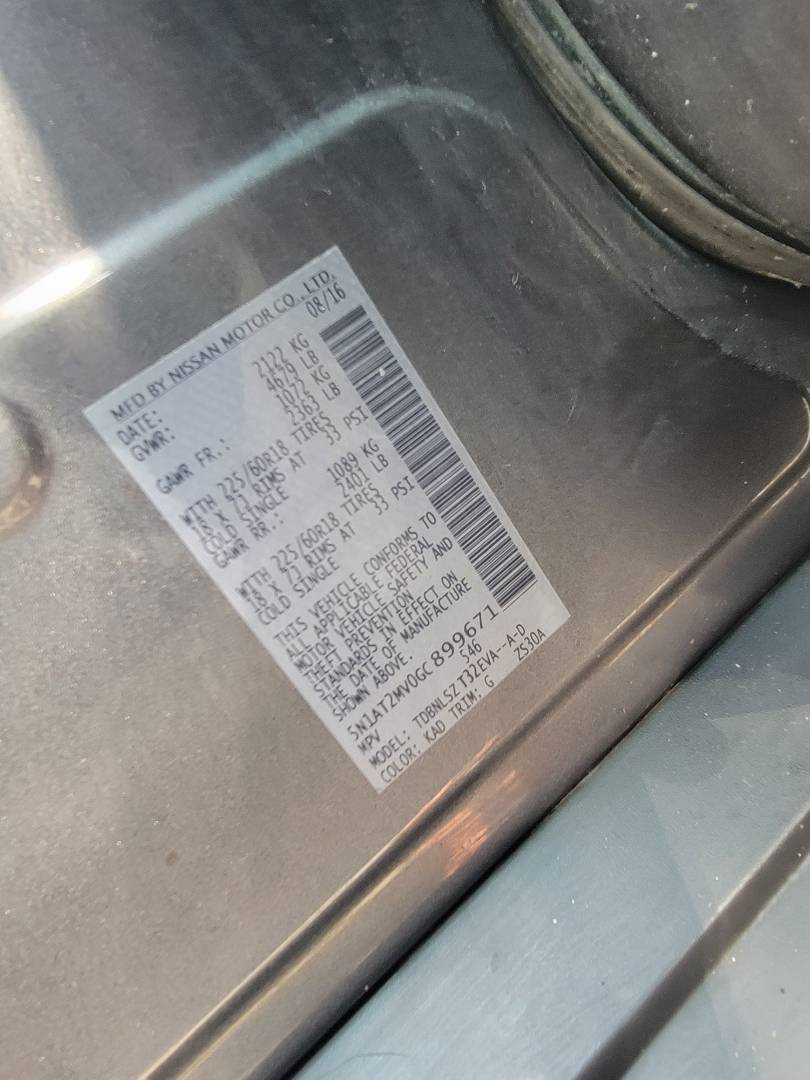 MFD BY NISSAN MOTOR CO., LTD.
DATE: 08/16
GVWR: 2122 KG
4679 LB
GAWR FR.: 1072 KG
2363 LB
WITH 225/60R18 TIRES
18 X 7J RIMS AT 33 PSI
COLD SINGLE
GAWR RR.: 1089 KG
2401 LB
WITH 225/60R18 TIRES
18 X 7J RIMS AT 33 PSI
COLD SINGLE
THIS VEHICLE CONFORMS TO
ALL APPLICABLE FEDERAL
MOTOR VEHICLE SAFETY AND
THEFT PREVENTION
STANDARDS IN EFFECT ON
THE DATE OF MANUFACTURE
SHOWN ABOVE.
5N1AT2MV0GC899671
MPV S46
MODEL: TDBNLSZ T32EVA--A-D
COLOR: KAD TRIM: G ZS30A